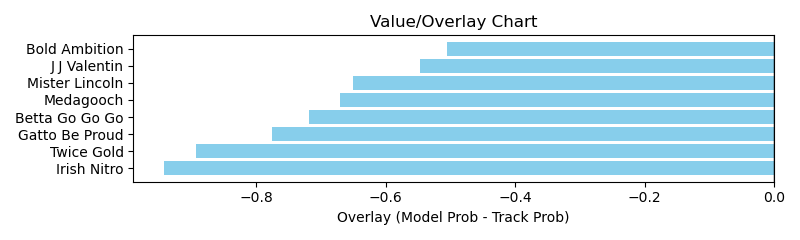 Value/Overlay Chart
Bold Ambition
J J Valentin
Mister Lincoln
Medagooch
Betta Go Go Go
Gatto Be Proud
Twice Gold
Irish Nitro
−0.8 −0.6 −0.4 −0.2 0.0
Overlay (Model Prob - Track Prob)